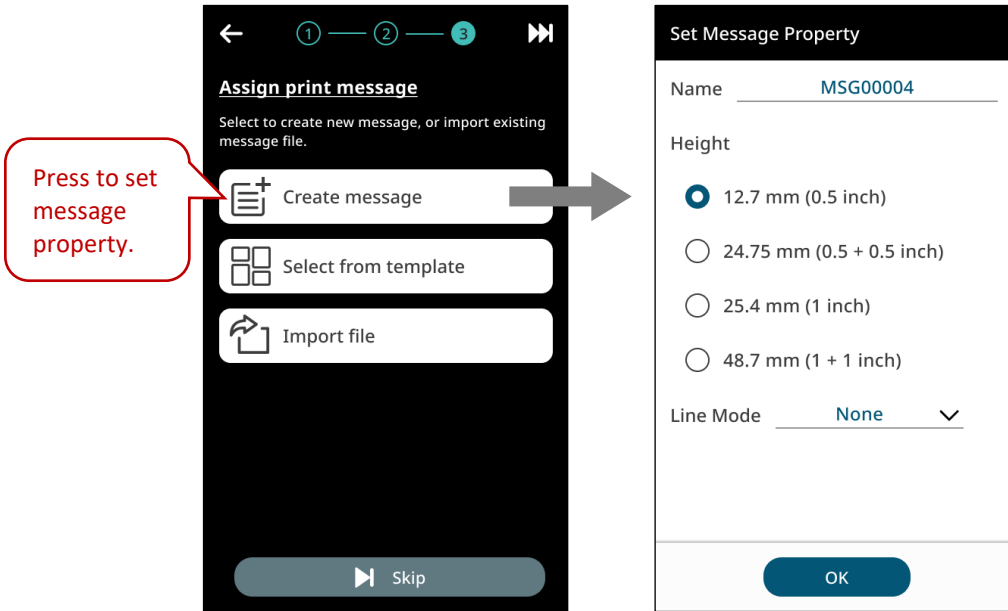 1
2
3
Assign print message
Select to create new message, or import existing
message file.
Press to set
message
property.
Create message
Select from template
Import file
Skip
Set Message Property
Name MSG00004
Height
12.7 mm (0.5 inch)
24.75 mm (0.5 + 0.5 inch)
25.4 mm (1 inch)
48.7 mm (1 + 1 inch)
Line Mode None
OK